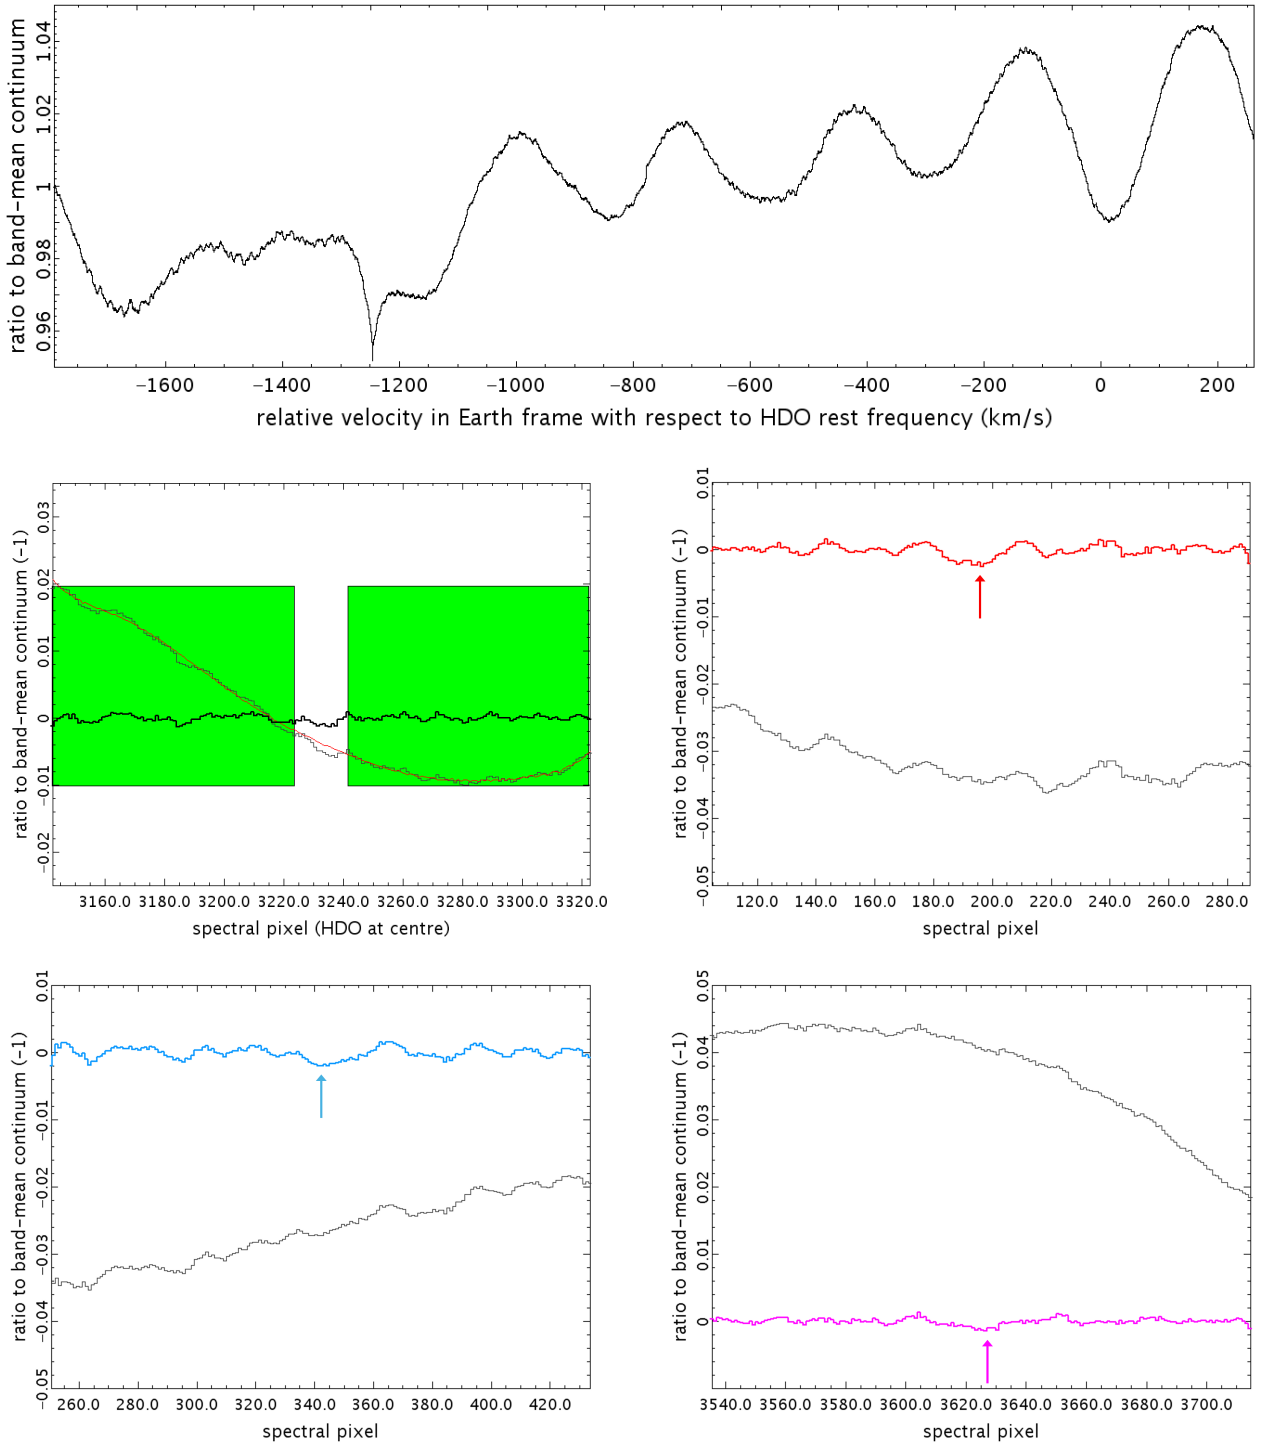 ratio to band−mean continuum
0.96 0.98 1 1.02 1.04
−1600 −1400 −1200 −1000 −800 −600 −400 −200 0 200
relative velocity in Earth frame with respect to HDO rest frequency (km/s)
ratio to band−mean continuum (−1)
−0.02 −0.01 0 0.01 0.02 0.03
3160.0 3180.0 3200.0 3220.0 3240.0 3260.0 3280.0 3300.0 3320.0
spectral pixel (HDO at centre)
ratio to band−mean continuum (−1)
−0.05 −0.04 −0.03 −0.02 −0.01 0 0.01
120.0 140.0 160.0 180.0 200.0 220.0 240.0 260.0 280.0
spectral pixel
ratio to band−mean continuum (−1)
−0.05 −0.04 −0.03 −0.02 −0.01 0 0.01
260.0 280.0 300.0 320.0 340.0 360.0 380.0 400.0 420.0
spectral pixel
ratio to band−mean continuum (−1)
0 0.01 0.02 0.03 0.04 0.05
3540.0 3560.0 3580.0 3600.0 3620.0 3640.0 3660.0 3680.0 3700.0
spectral pixel